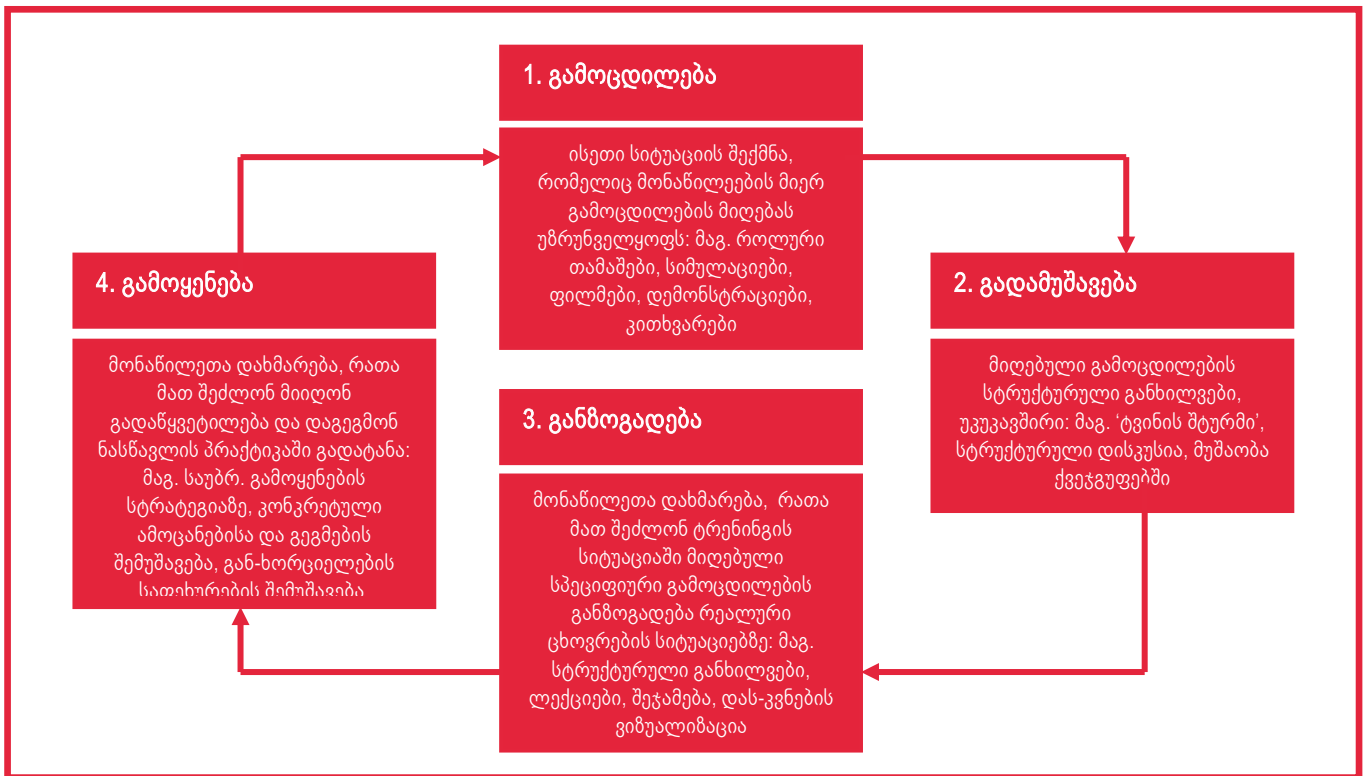 1. გამოცდილება
ისეთი სიტუაციის შექმნა,
რომელიც მონაწილეების მიერ
გამოცდილების მიღებას
უზრუნველყოფს: მაგ. როლური
თამაშები, სიმულაციები,
ფილმები, დემონსტრაციები,
კითხვარები
2. გადამუშავება
მიღებული გამოცდილების
სტრუქტურული განხილვები,
უკუკავშირი: მაგ. ‘ტვინის შტურმი’,
სტრუქტურული დისკუსია, მუშაობა
ქვეჯგუფებში
3. განზოგადება
მონაწილეთა დახმარება, რათა
მათ შეძლონ ტრენინგის
სიტუაციაში მიღებული
სპეციფიური გამოცდილების
განზოგადება რეალური
ცხოვრების სიტუაციებზე: მაგ.
სტრუქტურული განხილვები,
ლექციები, შეჯამება, დას-კვნების
ვიზუალიზაცია
4. გამოყენება
მონაწილეთა დახმარება, რათა
მათ შეძლონ მიიღონ
გადაწყვეტილება და დაგეგმონ
ნასწავლის პრაქტიკაში გადატანა:
მაგ. საუბრ. გამოყენების
სტრატეგიაზე, კონკრეტული
ამოცანებისა და გეგმების
შემუშავება, გან-ხორციელების
საფეხურების შემუშავება